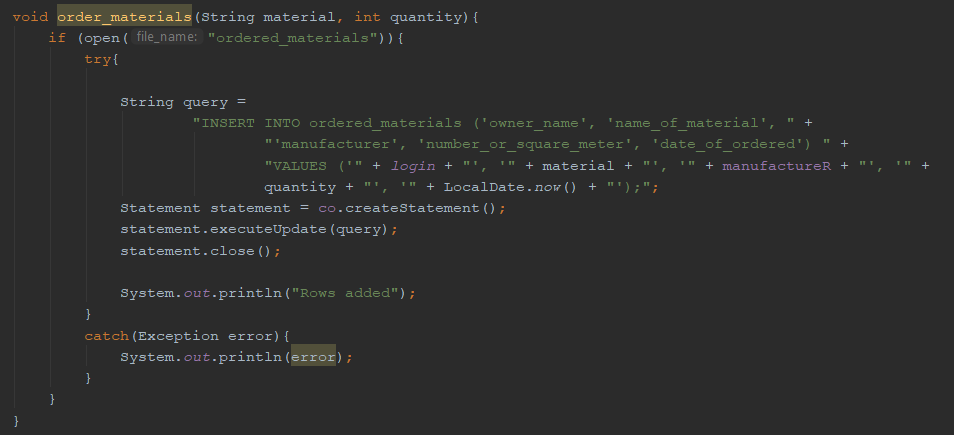 void order_materials(String material, int quantity){
if (open( file_name: "ordered_materials")){
try{
String query =
"INSERT INTO ordered_materials ('owner_name', 'name_of_material', " +
"'manufacturer', 'number_or_square_meter', 'date_of_ordered') " +
"VALUES ('" + login + "', '" + material + "', '" + manufactureR + "', '" +
quantity + "', '" + LocalDate.now() + "');";
Statement statement = co.createStatement();
statement.executeUpdate(query);
statement.close();
System.out.println("Rows added");
}
catch(Exception error){
System.out.println(error);
}
}
}